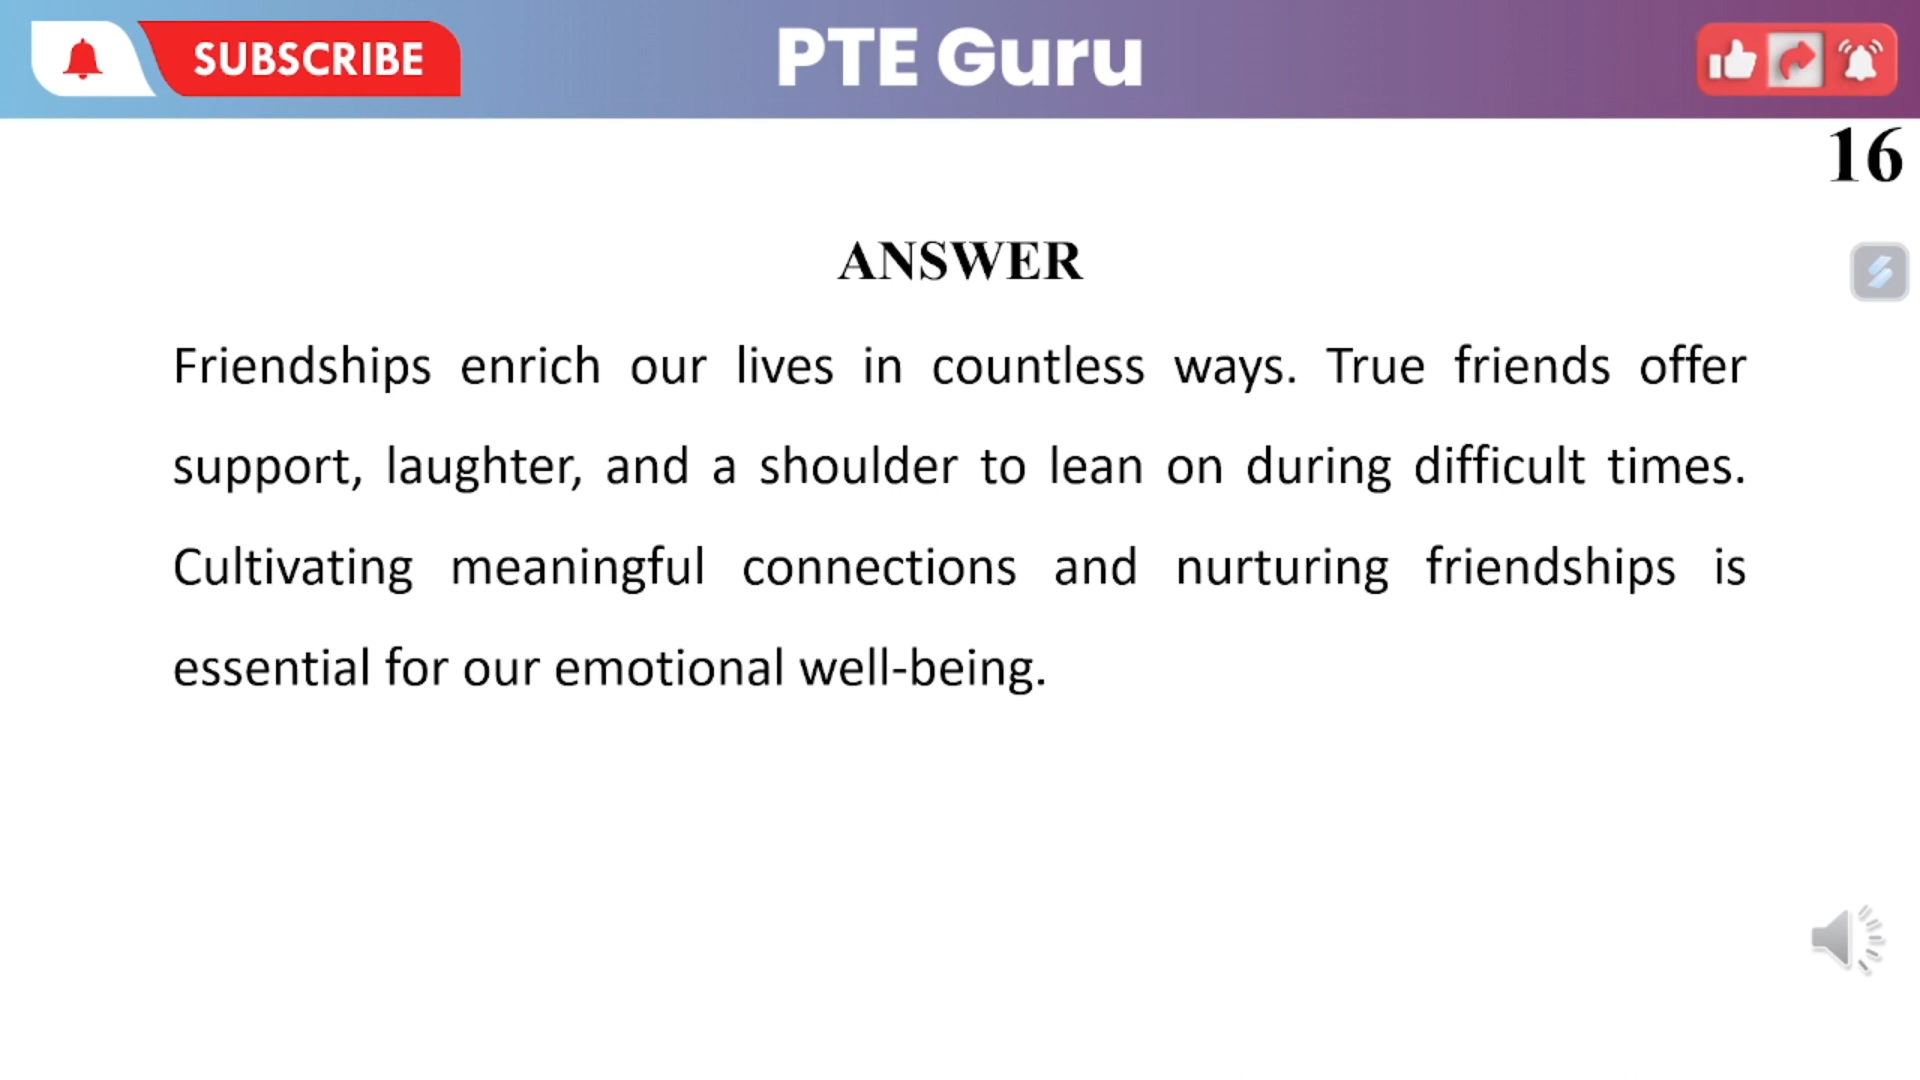 SUBSCRIBE
PTE Guru
16
ANSWER
Friendships enrich our lives in countless ways. True friends offer
support, laughter, and a shoulder to lean on during difficult times.
Cultivating meaningful connections and nurturing friendships is
essential for our emotional well-being.